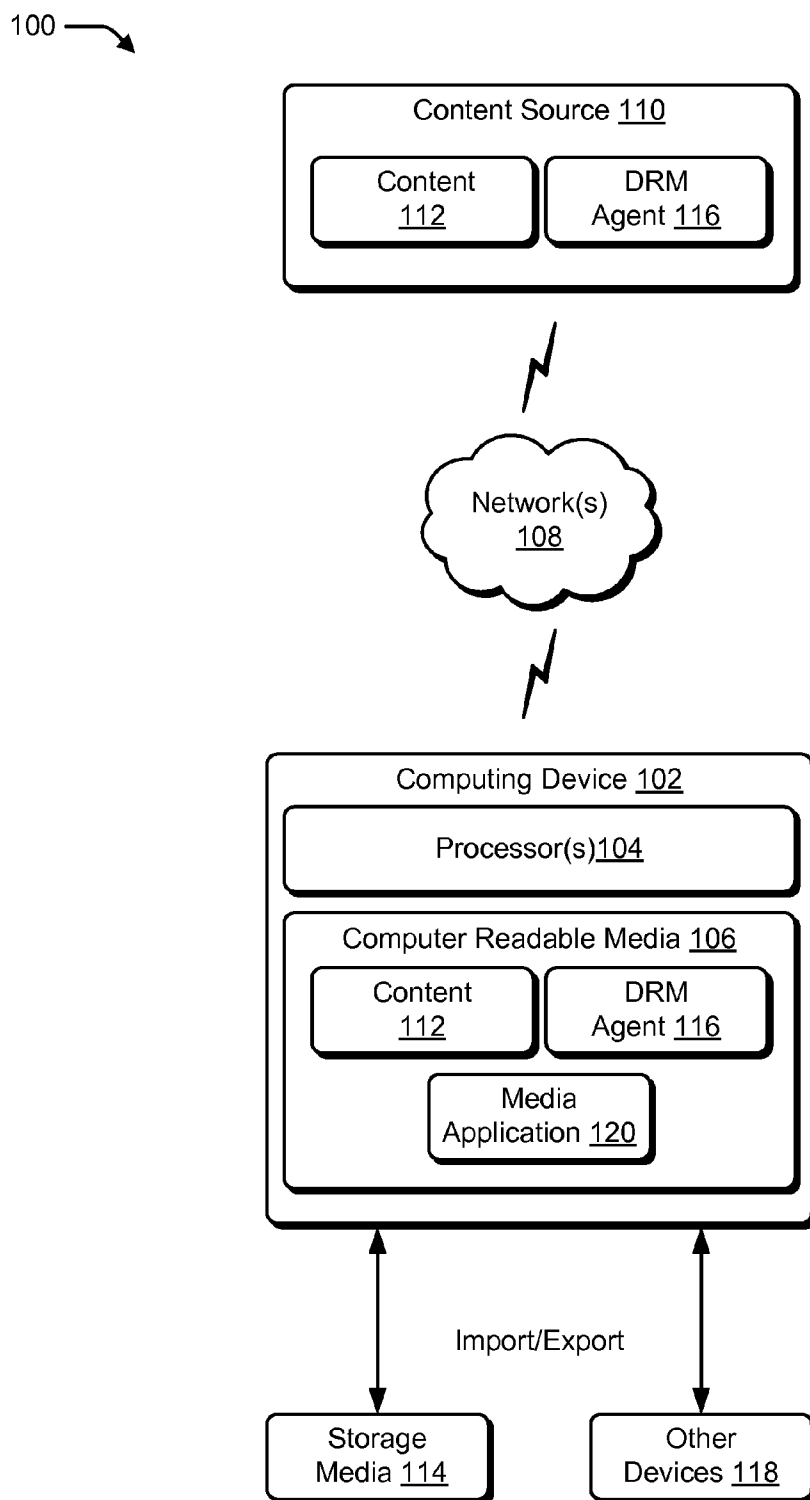 100
Content Source 110
Content
112
DRM
Agent 116
Network(s)
108
Computing Device 102
Processor(s)104
Computer Readable Media 106
Content
112
DRM
Agent 116
Media
Application 120
Import/Export
Storage
Media 114
Other
Devices 118